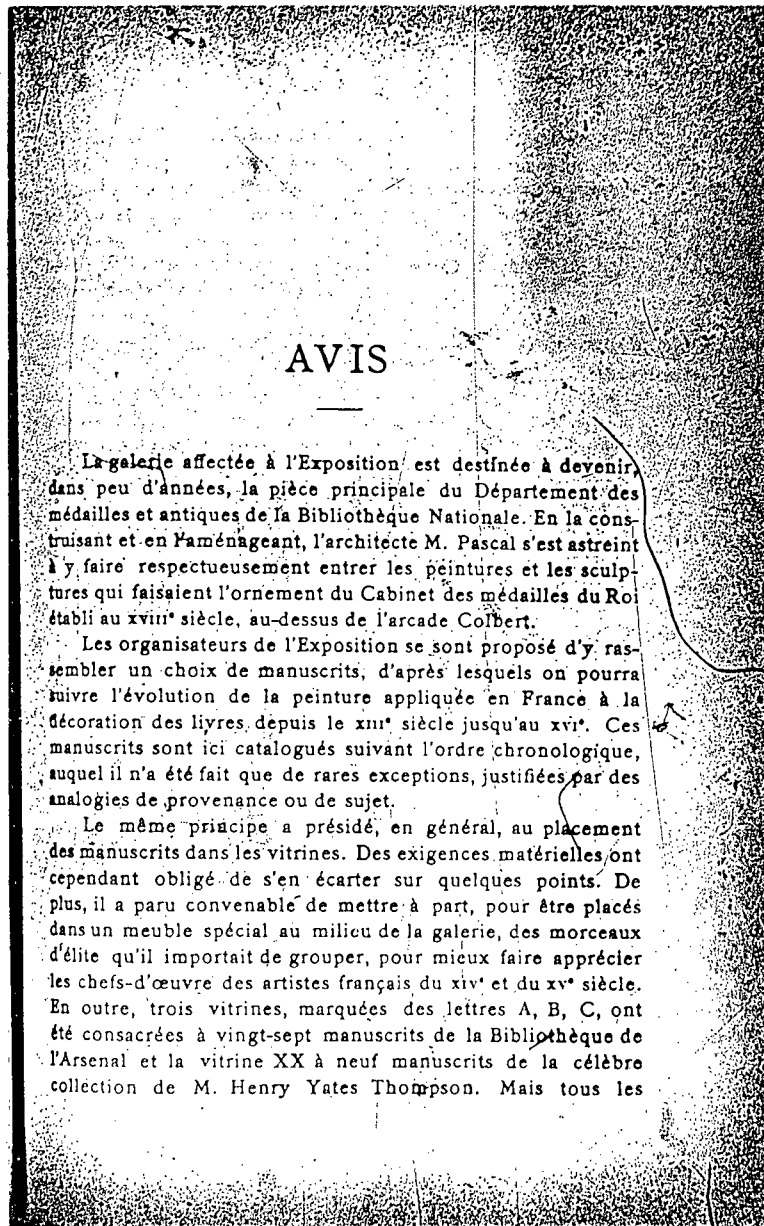 AVIS
La galerie affectée à l'Exposition est destinée à devenir,
dans peu d'années, la pièce principale du Département des
médailles et antiques de la Bibliothèque Nationale. En la cons-
truisant et en l'aménageant, l'architecte M. Pascal s'est astreint
à y faire respectueusement entrer les peintures et les sculp-
tures qui faisaient l'ornement du Cabinet des médailles du Roi
établi au XVIIIe siècle, au-dessus de l'arcade Colbert.
Les organisateurs de l'Exposition se sont proposé d'y ras-
sembler un choix de manuscrits, d'après lesquels on pourra
suivre l'évolution de la peinture appliquée en France à la
décoration des livres depuis le XIIIe siècle jusqu'au XVIe. Ces
manuscrits sont ici catalogués suivant l'ordre chronologique,
auquel il n'a été fait que de rares exceptions, justifiées par des
analogies de provenance ou de sujet.
Le même principe a présidé, en général, au placement
des manuscrits dans les vitrines. Des exigences matérielles ont
cependant obligé de s'en écarter sur quelques points. De
plus, il a paru convenable de mettre à part, pour être placés
dans un meuble spécial au milieu de la galerie, des morceaux
d'élite qu'il importait de grouper, pour mieux faire apprécier
les chefs-d'œuvre des artistes français du XIVe et du XVe siècle.
En outre, trois vitrines, marquées des lettres A, B, C, ont
été consacrées à vingt-sept manuscrits de la Bibliothèque de
l'Arsenal et la vitrine XX à neuf manuscrits de la célèbre
collection de M. Henry Yates Thompson. Mais tous les